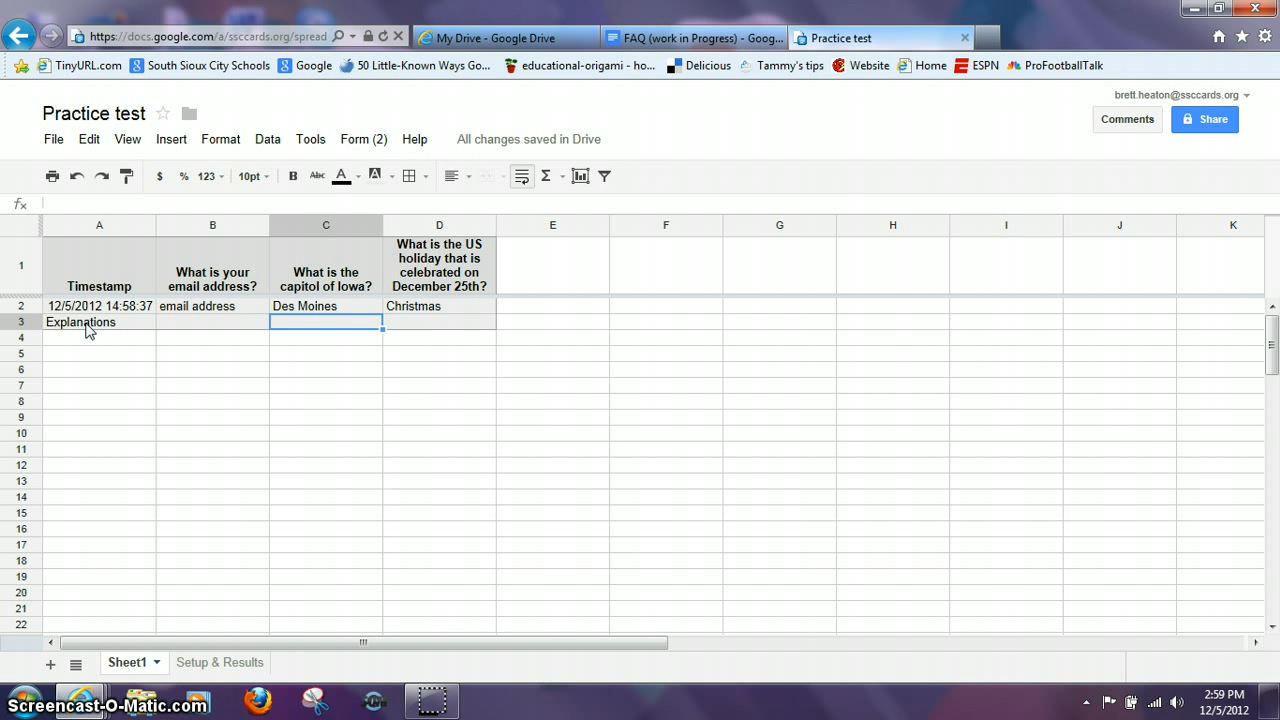 https://docs.google.com/a/ssccards.org/spread
My Drive - Google Drive
FAQ (work in Progress) - Goog...
Practice test
TinyURL.com
South Sioux City Schools
Google
50 Little-Known Ways Go...
educational-origami - ho...
Delicious
Tammy's tips
Website
Home
ESPN
ProFootballTalk
brett.heaton@ssccards.org
Practice test
Comments
Share
File Edit View Insert Format Data Tools Form (2) Help All changes saved in Drive
$ % 123 10pt B Abc A A Σ
fx
A B C D E F G H I J K
1
Timestamp
What is your
email address?
What is the
capitol of Iowa?
What is the US
holiday that is
celebrated on
December 25th?
2 12/5/2012 14:58:37 email address Des Moines Christmas
3 Explanations
4
5
6
7
8
9
10
11
12
13
14
15
16
17
18
19
20
21
22
Sheet1 Setup & Results
Screencast-O-Matic.com
2:59 PM
12/5/2012